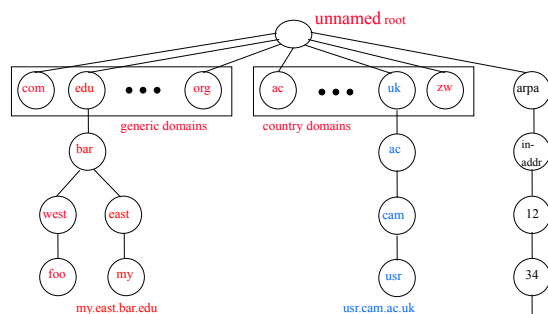 unnamed root
com edu ••• org ac ••• uk zw arpa
generic domains country domains
bar ac in-addr
west east cam 12
foo my usr 34
my.east.bar.edu usr.cam.ac.uk